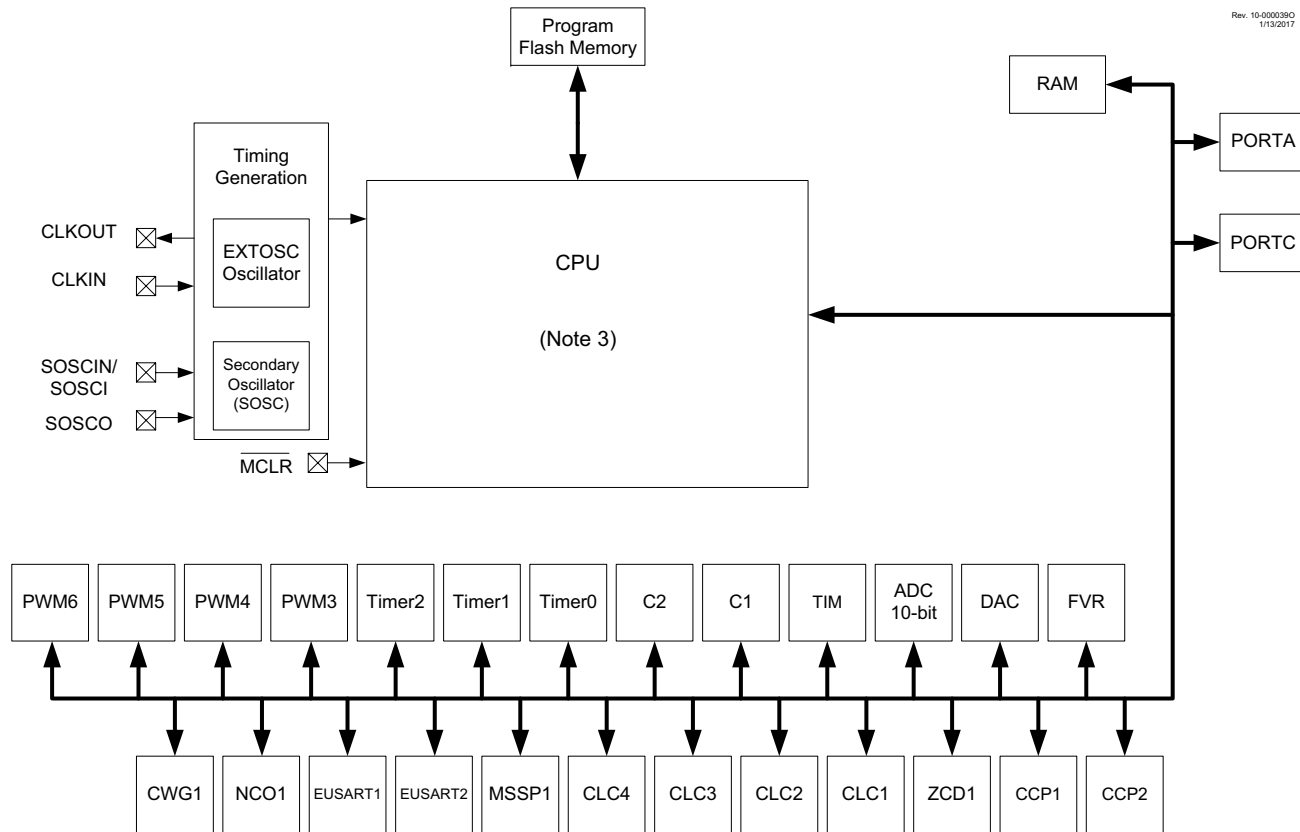 Rev. 10-000039O
1/13/2017
Program
Flash Memory
RAM
PORTA
PORTC
Timing
Generation
EXTOSC
Oscillator
Secondary
Oscillator
(SOSC)
CLKOUT
CLKIN
SOSCIN/
SOSCI
SOSCO
MCLR
CPU
(Note 3)
PWM6
PWM5
PWM4
PWM3
Timer2
Timer1
Timer0
C2
C1
TIM
ADC
10-bit
DAC
FVR
CWG1
NCO1
EUSART1
EUSART2
MSSP1
CLC4
CLC3
CLC2
CLC1
ZCD1
CCP1
CCP2